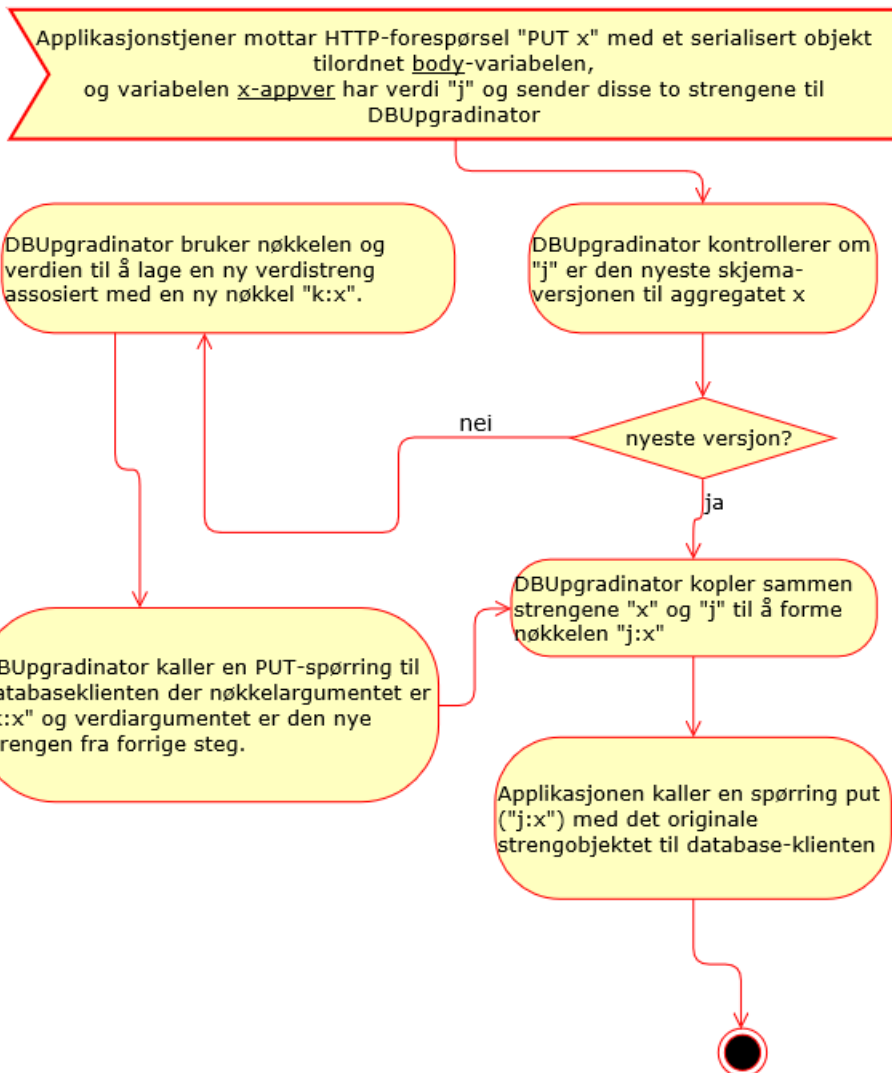 Applikasjonstjener mottar HTTP-forespørsel "PUT x" med et serialisert objekt
tilordnet body-variabelen,
og variabelen x-appver har verdi "j" og sender disse to strengene til
DBUpgradinator
DBUpgradinator bruker nøkkelen og
verdien til å lage en ny verdistreng
assosiert med en ny nøkkel "k:x".
DBUpgradinator kontrollerer om
"j" er den nyeste skjema-
versjonen til aggregatet x
nei
nyeste versjon?
ja
DBUpgradinator kopler sammen
strengene "x" og "j" til å forme
nøkkelen "j:x"
BUpgradinator kaller en PUT-spørring til
atabaseklienten der nøkkelargumentet er
:x" og verdiargumentet er den nye
rengen fra forrige steg.
Applikasjonen kaller en spørring put
("j:x") med det originale
strengobjektet til database-klienten